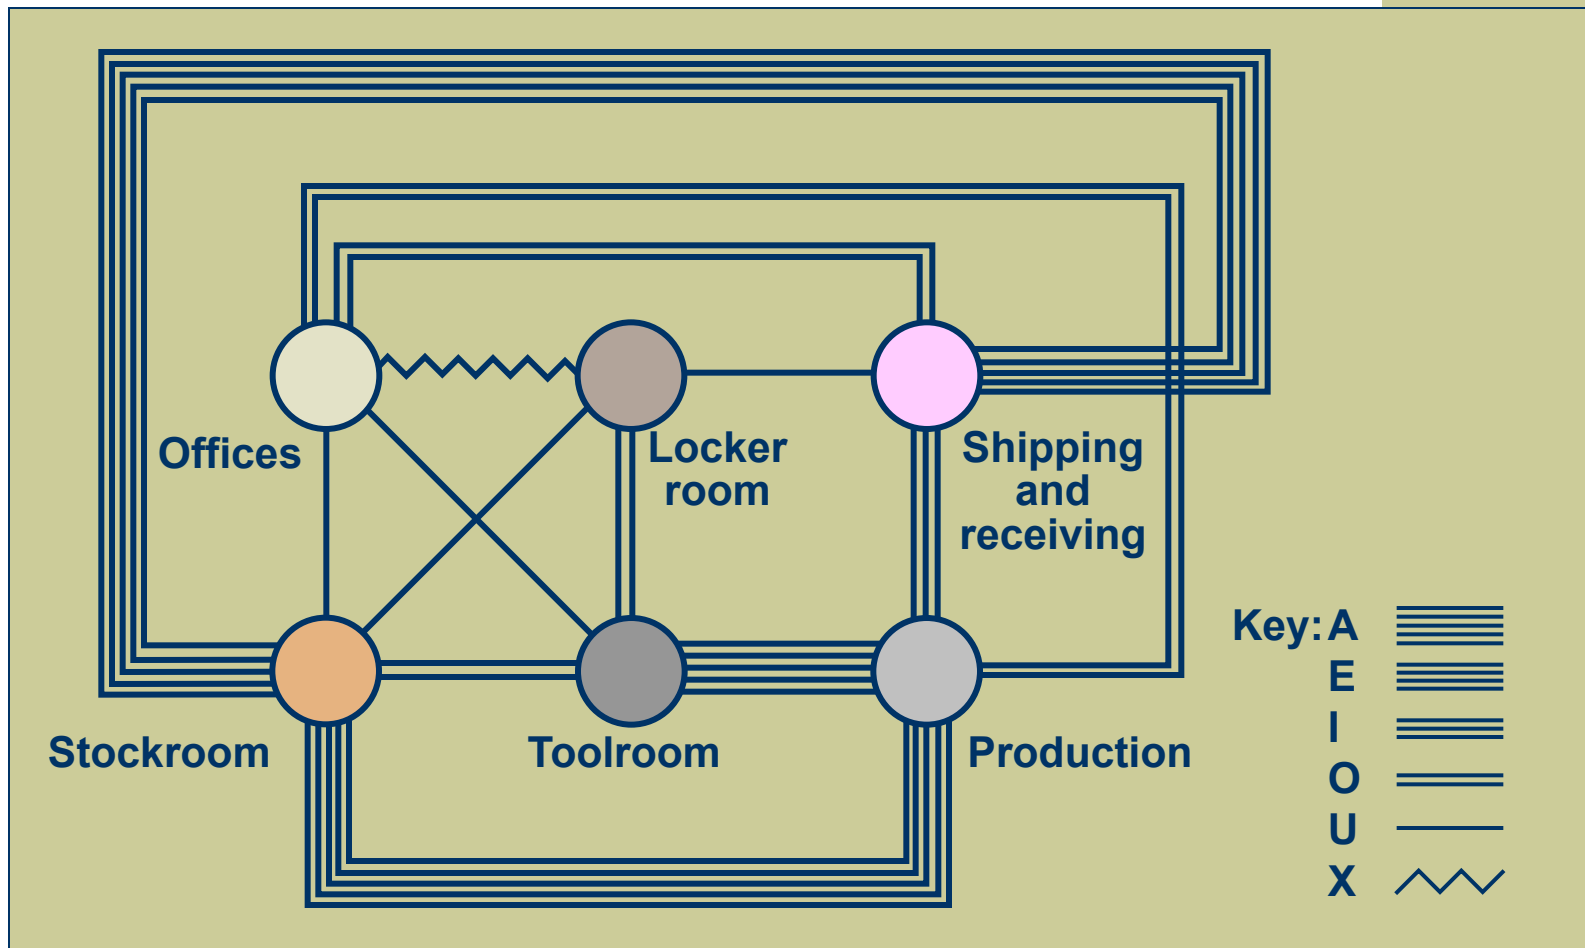 Offices
Locker
room
Shipping
and
receiving
Stockroom
Toolroom
Production
Key: A
E
I
O
U
X